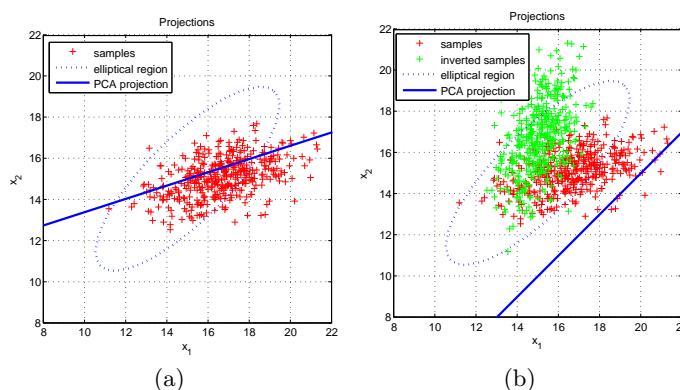 Projections
samples
elliptical region
PCA projection
22
20
18
16
14
12
10
8
x2
8 10 12 14 16 18 20 22
x1
(a)
Projections
samples
inverted samples
elliptical region
PCA projection
22
20
18
16
14
12
10
8
x2
8 10 12 14 16 18 20 22
x1
(b)